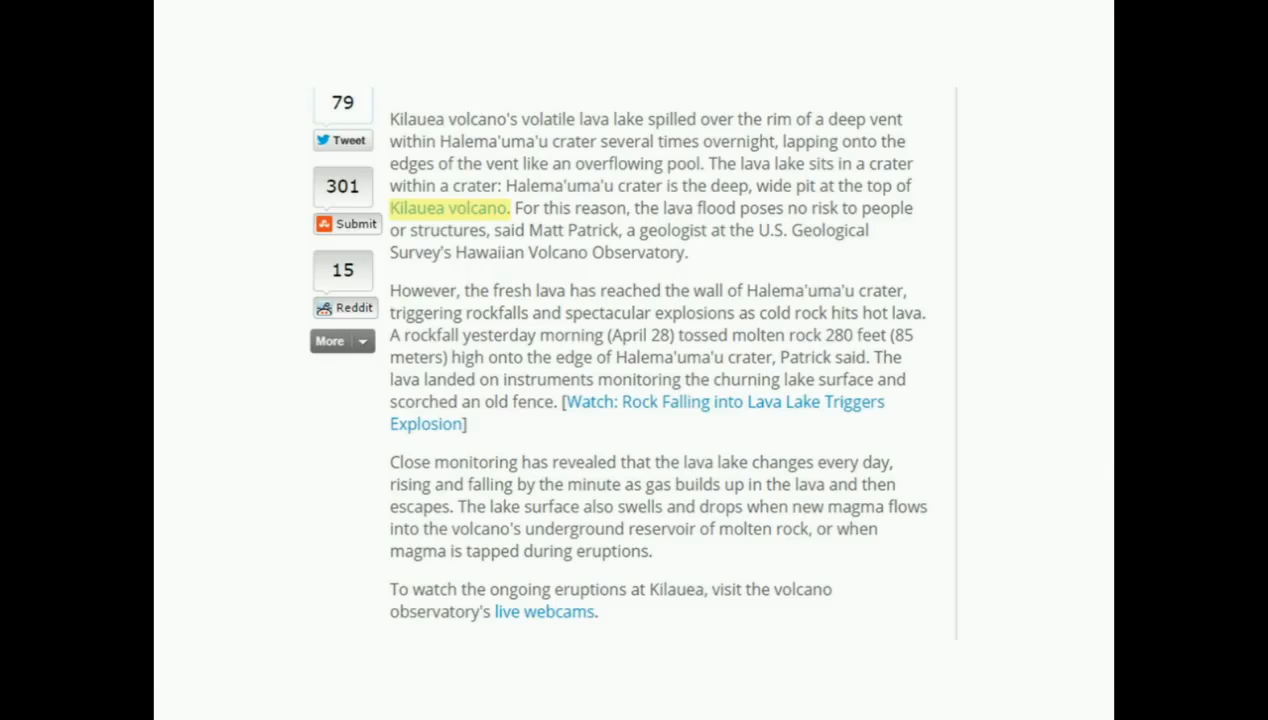 79
Tweet
301
Submit
15
Reddit
More
Kilauea volcano's volatile lava lake spilled over the rim of a deep vent
within Halema'uma'u crater several times overnight, lapping onto the
edges of the vent like an overflowing pool. The lava lake sits in a crater
within a crater: Halema'uma'u crater is the deep, wide pit at the top of
Kilauea volcano. For this reason, the lava flood poses no risk to people
or structures, said Matt Patrick, a geologist at the U.S. Geological
Survey's Hawaiian Volcano Observatory.
However, the fresh lava has reached the wall of Halema'uma'u crater,
triggering rockfalls and spectacular explosions as cold rock hits hot lava.
A rockfall yesterday morning (April 28) tossed molten rock 280 feet (85
meters) high onto the edge of Halema'uma'u crater, Patrick said. The
lava landed on instruments monitoring the churning lake surface and
scorched an old fence. [Watch: Rock Falling into Lava Lake Triggers
Explosion]
Close monitoring has revealed that the lava lake changes every day,
rising and falling by the minute as gas builds up in the lava and then
escapes. The lake surface also swells and drops when new magma flows
into the volcano's underground reservoir of molten rock, or when
magma is tapped during eruptions.
To watch the ongoing eruptions at Kilauea, visit the volcano
observatory's live webcams.